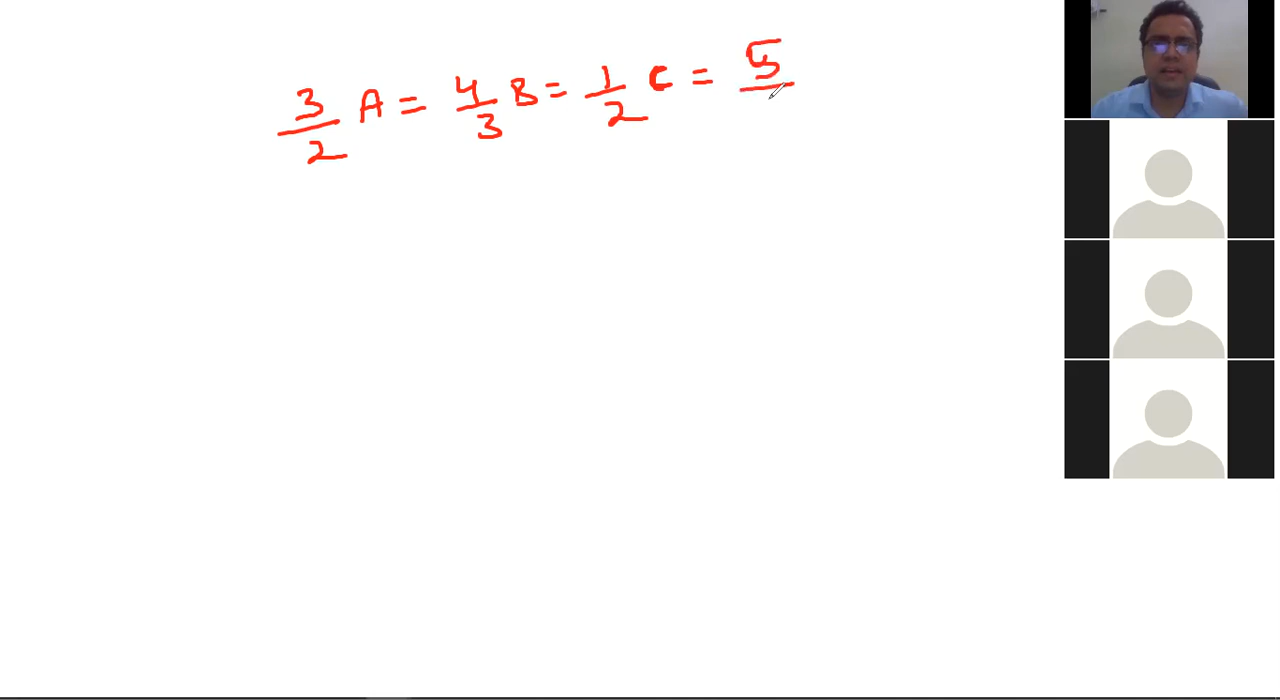 3/2 A = 4/3 B = 1/2 C = 5/